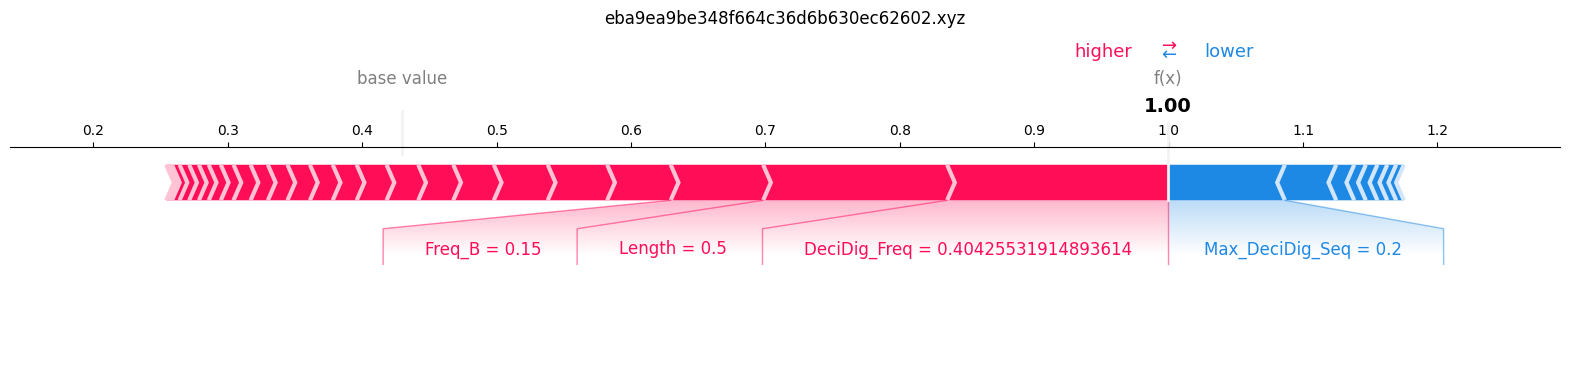 eba9ea9be348f664c36d6b630ec62602.xyz
higher ⇄ lower
base value f(x)
1.00
0.2 0.3 0.4 0.5 0.6 0.7 0.8 0.9 1.0 1.1 1.2
Freq_B = 0.15 Length = 0.5 DeciDig_Freq = 0.40425531914893614 Max_DeciDig_Seq = 0.2